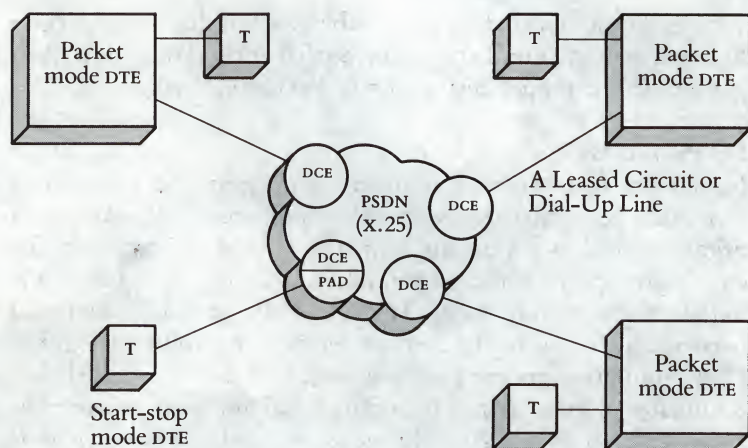 Packet
mode DTE
T
T
Packet
mode DTE
DCE
PSDN
(X.25)
DCE
A Leased Circuit or
Dial-Up Line
DCE
PAD
DCE
T
Start-stop
mode DTE
Packet
mode DTE
T